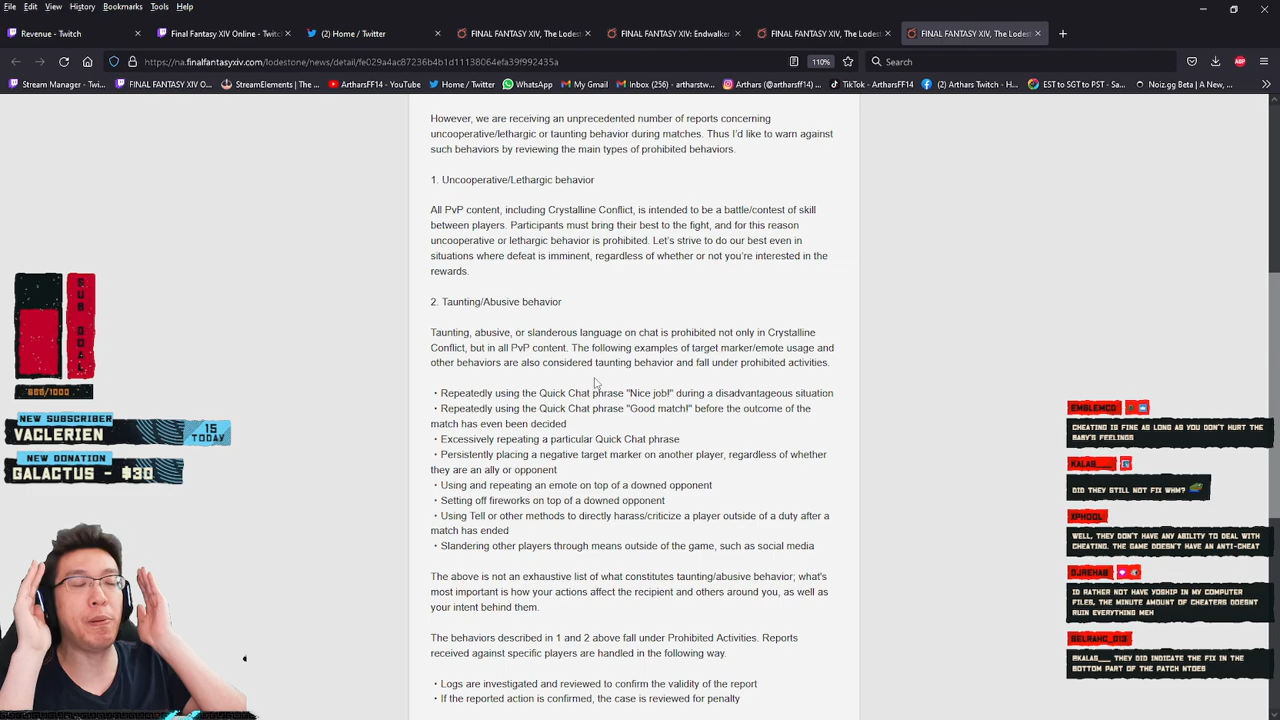 File Edit View History Bookmarks Tools Help
Revenue - Twitch
Final Fantasy XIV Online - Twitc
(2) Home / Twitter
FINAL FANTASY XIV, The Lodest
FINAL FANTASY XIV: Endwalker
FINAL FANTASY XIV, The Lodest
FINAL FANTASY XIV, The Lodest
https://na.finalfantasyxiv.com/lodestone/news/detail/fe029a4ac87236b4b1d11138064efa39f992435a
110%
Search
Stream Manager - Twi...
FINAL FANTASY XIV O...
StreamElements | The ...
ArtharsFF14 - YouTube
Home / Twitter
WhatsApp
My Gmail
Inbox (256) - artharstw...
Arthars (@artharsff14)...
TikTok - ArtharsFF14
(2) Arthars Twitch - H...
EST to SGT to PST - Sa...
Noiz.gg Beta | A New, ...
However, we are receiving an unprecedented number of reports concerning
uncooperative/lethargic or taunting behavior during matches. Thus I'd like to warn against
such behaviors by reviewing the main types of prohibited behaviors.
1. Uncooperative/Lethargic behavior
All PvP content, including Crystalline Conflict, is intended to be a battle/contest of skill
between players. Participants must bring their best to the fight, and for this reason
uncooperative or lethargic behavior is prohibited. Let's strive to do our best even in
situations where defeat is imminent, regardless of whether or not you're interested in the
rewards.
2. Taunting/Abusive behavior
Taunting, abusive, or slanderous language on chat is prohibited not only in Crystalline
Conflict, but in all PvP content. The following examples of target marker/emote usage and
other behaviors are also considered taunting behavior and fall under prohibited activities.
・Repeatedly using the Quick Chat phrase "Nice job!" during a disadvantageous situation
・Repeatedly using the Quick Chat phrase "Good match!" before the outcome of the
match has even been decided
・Excessively repeating a particular Quick Chat phrase
・Persistently placing a negative target marker on another player, regardless of whether
they are an ally or opponent
・Using and repeating an emote on top of a downed opponent
・Setting off fireworks on top of a downed opponent
・Using Tell or other methods to directly harass/criticize a player outside of a duty after a
match has ended
・Slandering other players through means outside of the game, such as social media
The above is not an exhaustive list of what constitutes taunting/abusive behavior; what's
most important is how your actions affect the recipient and others around you, as well as
your intent behind them.
The behaviors described in 1 and 2 above fall under Prohibited Activities. Reports
received against specific players are handled in the following way.
・Logs are investigated and reviewed to confirm the validity of the report
・If the reported action is confirmed, the case is reviewed for penalty
SUB GOAL
NEW SUBSCRIBER
VACLERIEN
15
TODAY
NEW DONATION
GALACTUS - $30
EMBLEMCO
CHEATING IS FINE AS LONG AS YOU DON'T HURT THE
BABY'S FEELINGS
KALAS___
DID THEY STILL NOT FIX WHM?
XPHOOL
WELL, THEY DON'T HAVE ANY ABILITY TO DEAL WITH
CHEATING. THE GAME DOESN'T HAVE AN ANTI-CHEAT
DJREHAB
ID RATHER NOT HAVE YOSHIP IN MY COMPUTER
FILES, THE MINUTE AMOUNT OF CHEATERS DOESNT
RUIN EVERYTHING MEH
BELRAHC_013
@KALAS___ THEY DID INDICATE THE FIX IN THE
BOTTOM PART OF THE PATCH NTOES